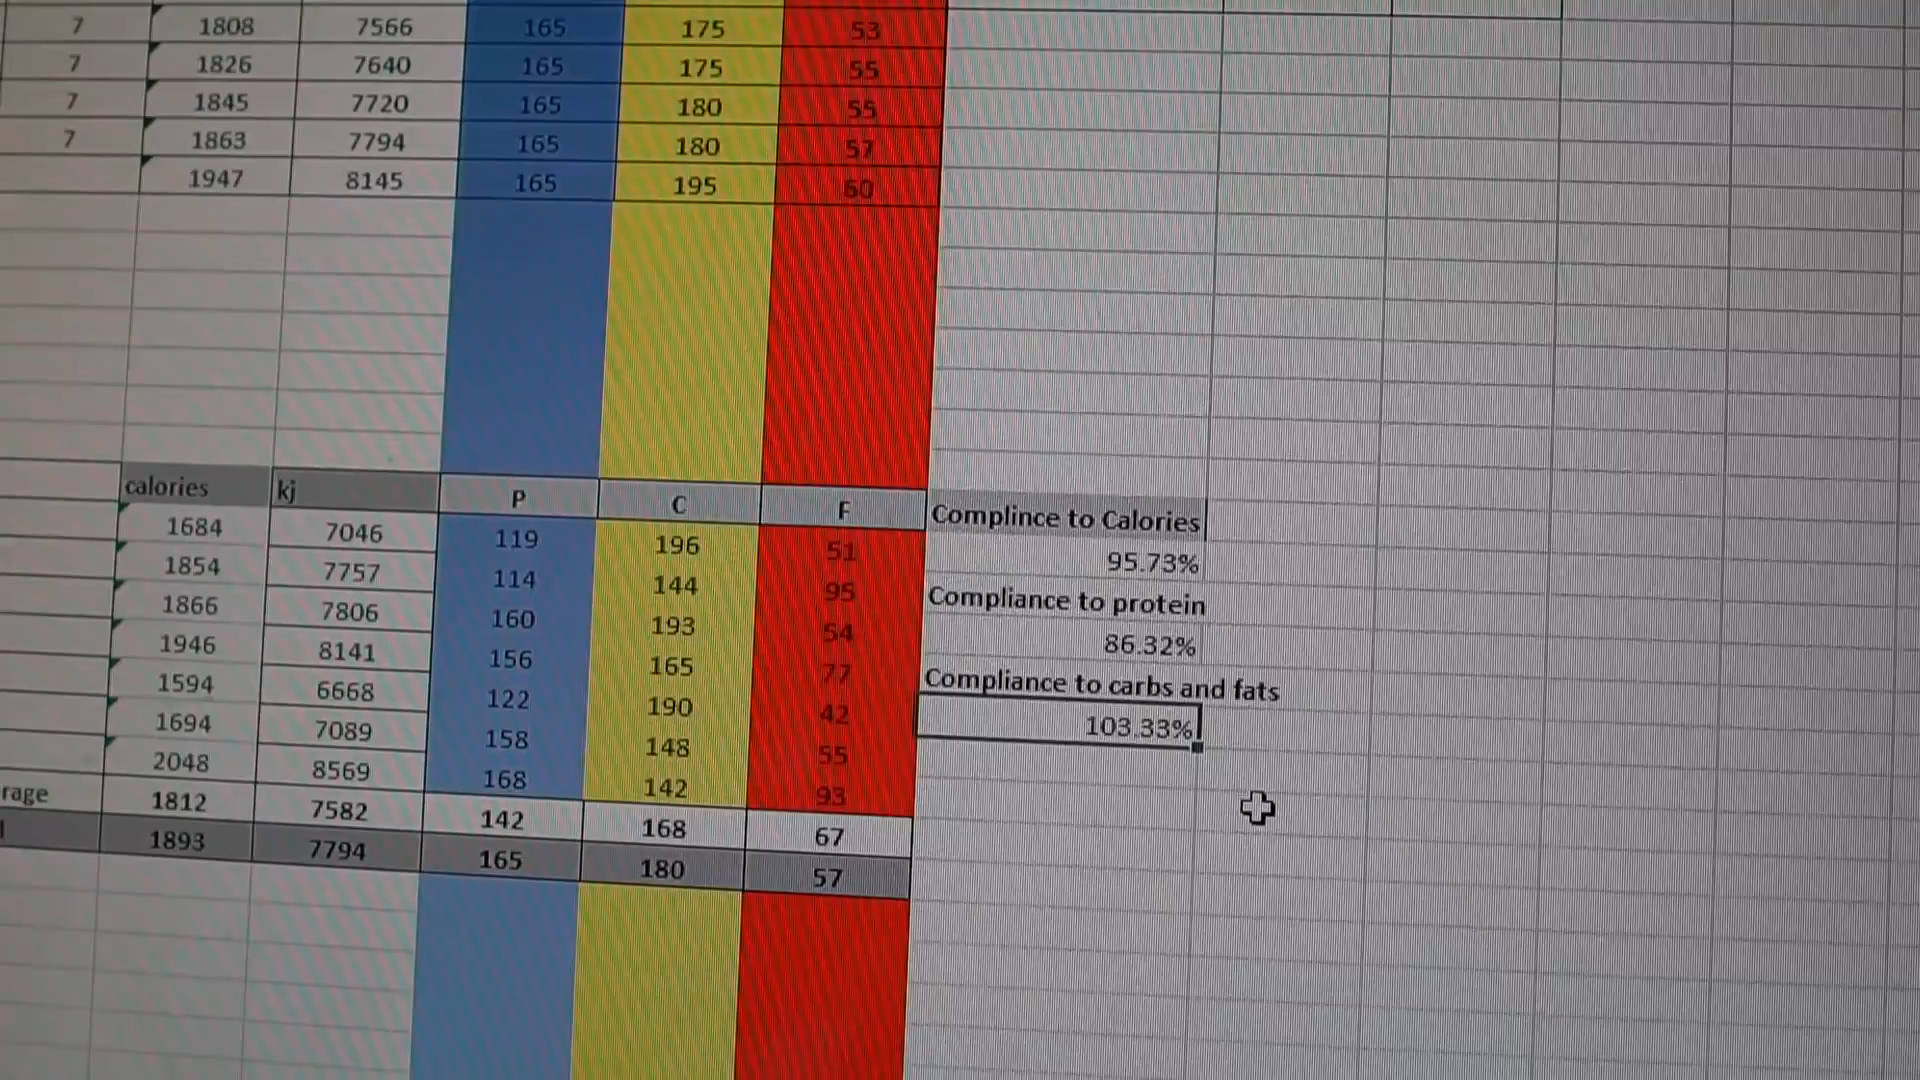 7 1808 7566 165 175 53
7 1826 7640 165 175 55
7 1845 7720 165 180 55
7 1863 7794 165 180 57
1947 8145 165 195 60
calories kj P C F Complince to Calories
1684 7046 119 196 51 95.73%
1854 7757 114 144 95 Compliance to protein
1866 7806 160 193 54 86.32%
1946 8141 156 165 77 Compliance to carbs and fats
1594 6668 122 190 42 103.33%
1694 7089 158 148 55
2048 8569 168 142 93
rage 1812 7582 142 168 67
l 1893 7794 165 180 57